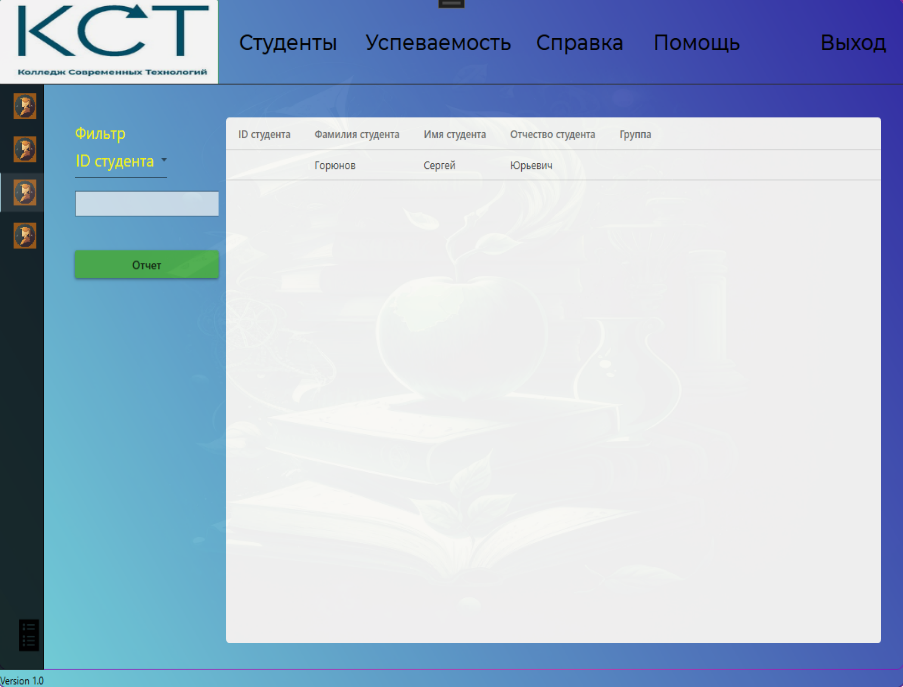 КСТ
Колледж Современных Технологий
Студенты Успеваемость Справка Помощь Выход
Фильтр
ID студента
Отчет
ID студента Фамилия студента Имя студента Отчество студента Группа
Горюнов Сергей Юрьевич
Version 1.0